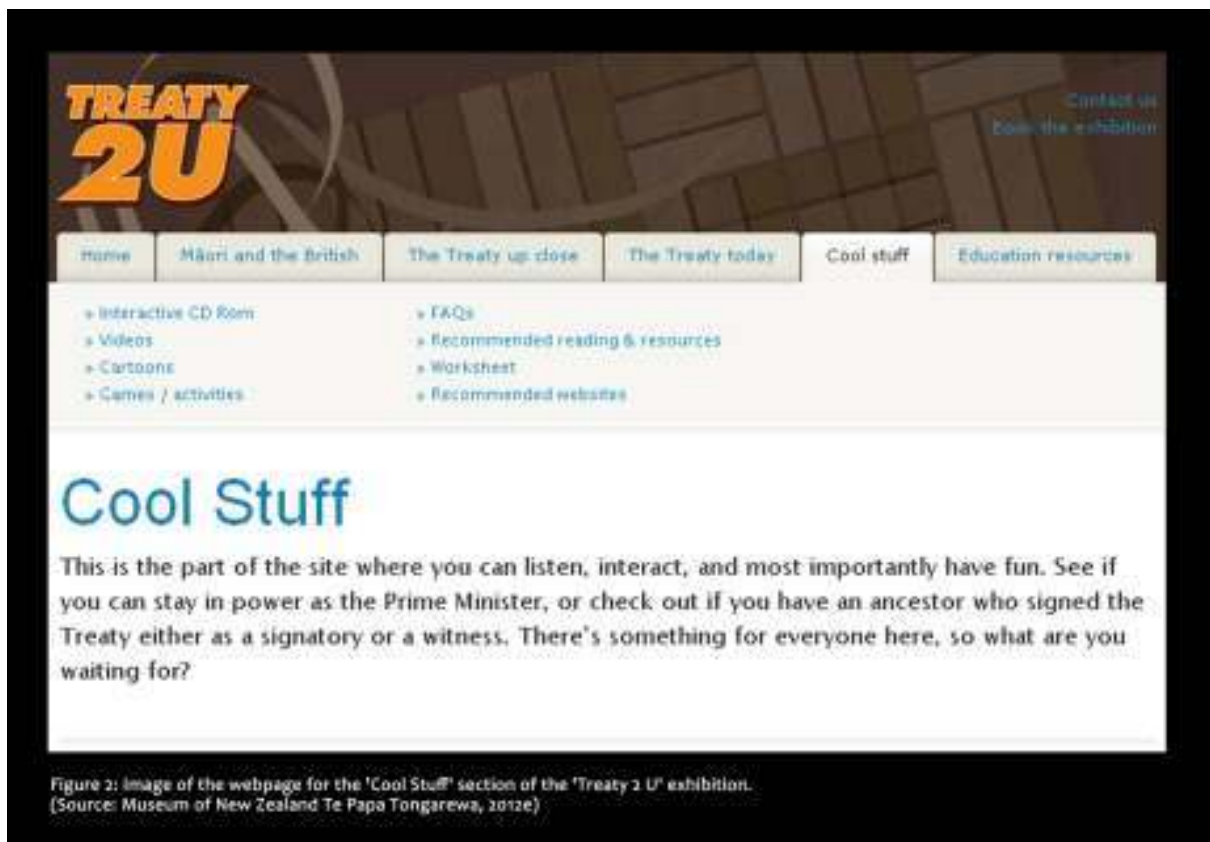 TREATY
2U
Contact us
Book the exhibition
Home
Māori and the British
The Treaty up close
The Treaty today
Cool stuff
Education resources
» Interactive CD Rom
» Videos
» Cartoons
» Games / activities
» FAQs
» Recommended reading & resources
» Worksheet
» Recommended websites
Cool Stuff
This is the part of the site where you can listen, interact, and most importantly have fun. See if
you can stay in power as the Prime Minister, or check out if you have an ancestor who signed the
Treaty either as a signatory or a witness. There's something for everyone here, so what are you
waiting for?
Figure 2: Image of the webpage for the 'Cool Stuff' section of the 'Treaty 2 U' exhibition.
(Source: Museum of New Zealand Te Papa Tongarewa, 2012e)